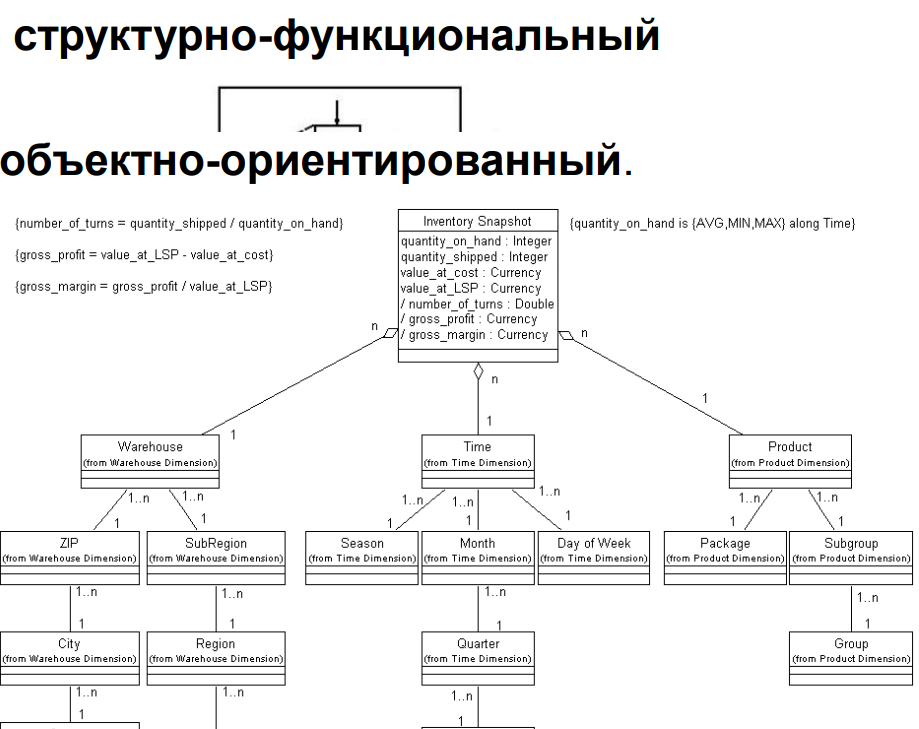 структурно-функциональный
объектно-ориентированный.
{number_of_turns = quantity_shipped / quantity_on_hand}
{gross_profit = value_at_LSP - value_at_cost}
{gross_margin = gross_profit / value_at_LSP}
Inventory Snapshot
quantity_on_hand : Integer
quantity_shipped : Integer
value_at_cost : Currency
value_at_LSP : Currency
/ number_of_turns : Double
/ gross_profit : Currency
/ gross_margin : Currency
{quantity_on_hand is {AVG,MIN,MAX} along Time}
n
n
n
1
1
1
Warehouse
(from Warehouse Dimension)
Time
(from Time Dimension)
Product
(from Product Dimension)
1..n
1..n
1..n
1..n
1..n
1..n
1..n
1
1
1
1
1
1
1
ZIP
(from Warehouse Dimension)
SubRegion
(from Warehouse Dimension)
Season
(from Time Dimension)
Month
(from Time Dimension)
Day of Week
(from Time Dimension)
Package
(from Product Dimension)
Subgroup
(from Product Dimension)
1..n
1..n
1..n
1..n
1
1
1
1
City
(from Warehouse Dimension)
Region
(from Warehouse Dimension)
Quarter
(from Time Dimension)
Group
(from Product Dimension)
1..n
1..n
1..n
1
1